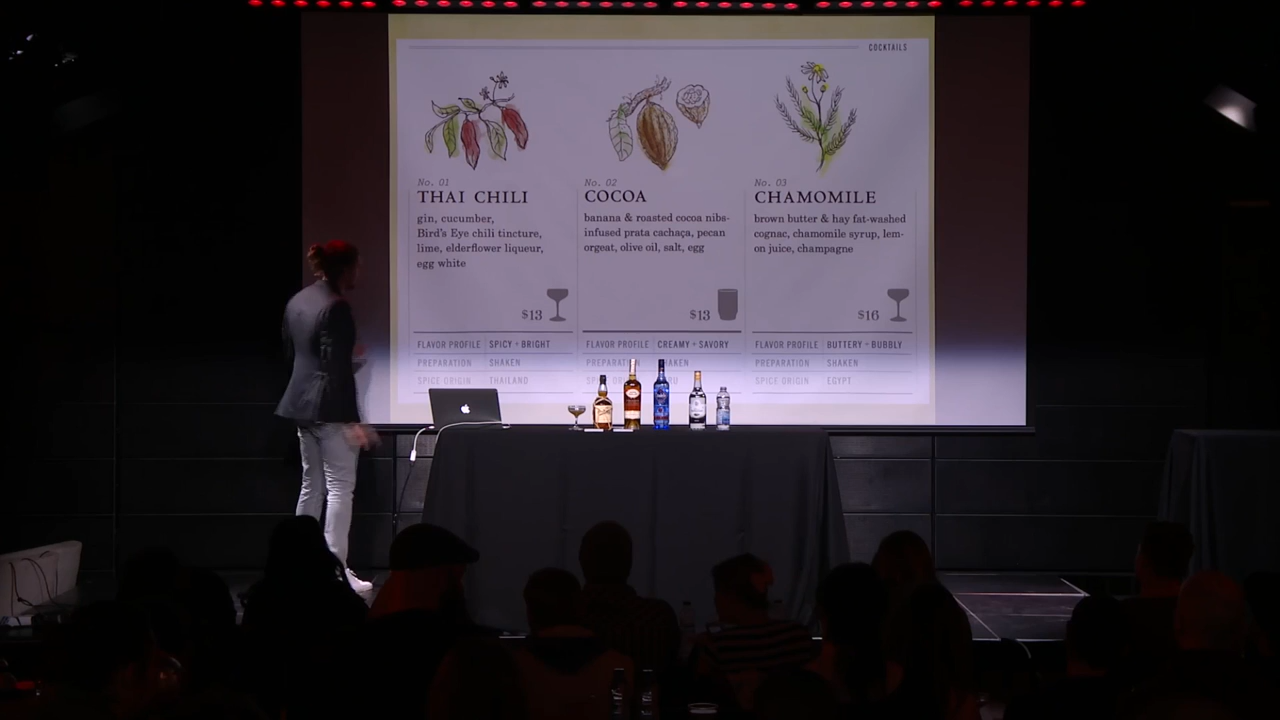 COCKTAILS
No. 01
THAI CHILI
gin, cucumber,
Bird's Eye chili tincture,
lime, elderflower liqueur,
egg white
$13
FLAVOR PROFILE SPICY + BRIGHT
PREPARATION SHAKEN
SPICE ORIGIN THAILAND
No. 02
COCOA
banana & roasted cocoa nibs-
infused prata cachaça, pecan
orgeat, olive oil, salt, egg
$13
FLAVOR PROFILE CREAMY + SAVORY
PREPARATION
No. 03
CHAMOMILE
brown butter & hay fat-washed
cognac, chamomile syrup, lem-
on juice, champagne
$16
FLAVOR PROFILE BUTTERY + BUBBLY
PREPARATION SHAKEN
SPICE ORIGIN EGYPT